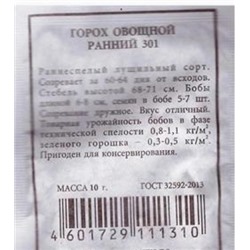 ГОРОХ ОВОЩНОЙ
РАННИЙ 301
Раннеспелый лущильный сорт.
Созревает за 60-64 дня от всходов.
Стебель высотой 68-71 см. Бобы
длиной 6-8 см, семян в бобе 5-7 шт.
Созревание дружное. Вкус отличный.
Товарная урожайность бобов в фазе
технической спелости 0,8-1,1 кг/м²,
зеленого горошка – 0,3-0,5 кг/м².
Пригоден для консервирования.
МАССА 10 г. ГОСТ 32592-2013
4 601729 111310